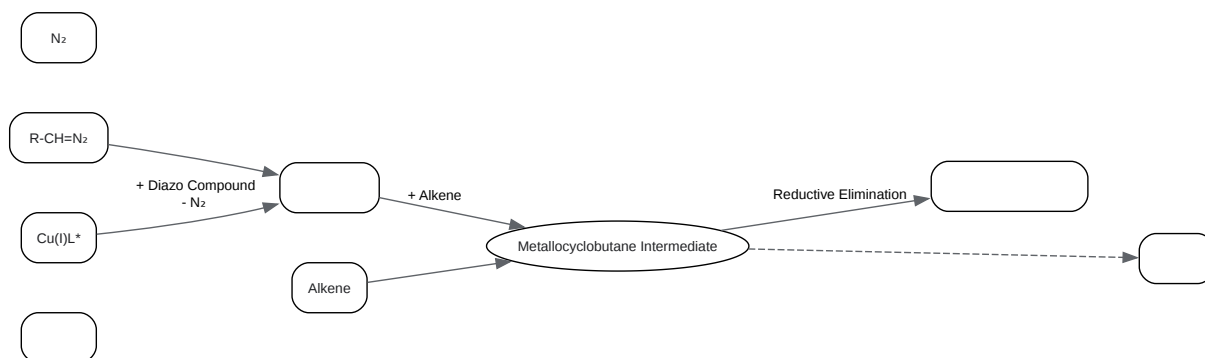 N₂
R-CH=N₂
+ Diazo Compound
- N₂
+ Alkene
Reductive Elimination
Cu(I)L*
Metallocyclobutane Intermediate
Alkene